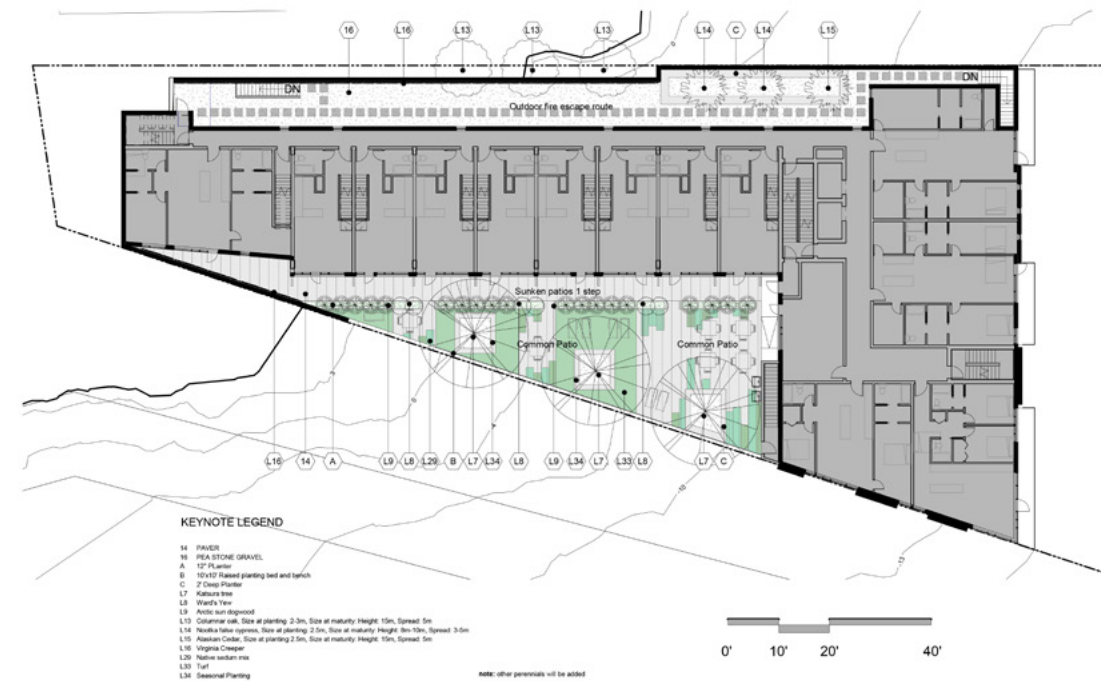 16 L16 L13 L13 L13 L14 C L14 L15
0
DN
DN
Outdoor fire escape route
Sunken patios 1 step
Common Patio
Common Patio
L16 14 A L9 L8 L29 B L7 L34 L8 L9 L34 L7 L33 L8 L7 C
-10
-13
KEYNOTE LEGEND
14 PAVER
16 PEA STONE GRAVEL
A 12" PLanter
B 10'x10' Raised planting bed and bench
C 2' Deep Planter
L7 Katsura tree
L8 Ward's Yew
L9 Arctic sun dogwood
L13 Columnar oak, Size at planting 2-3m, Size at maturity: Height: 15m, Spread: 5m
L14 Nootka false cypress, Size at planting: 2.5m, Size at maturity: Height: 8m-10m, Spread: 3-5m
L15 Alaskan Cedar, Size at planting 2.5m, Size at maturity: Height: 15m, Spread: 5m
L16 Virginia Creeper
L29 Native sedum mix
L33 Turf
L34 Seasonal Planting
note: other perennials will be added
0' 10' 20' 40'